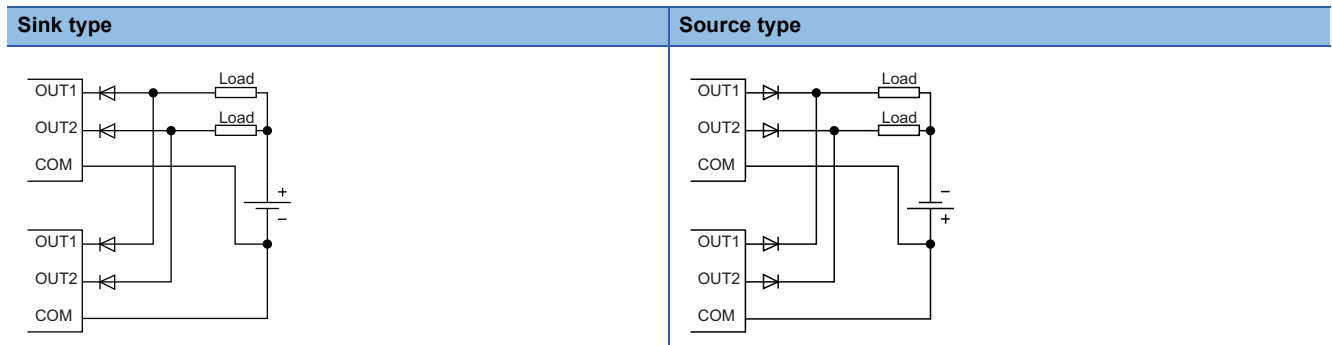 Sink type
Source type
OUT1
Load
OUT2
Load
COM
+
–
OUT1
OUT2
COM
OUT1
Load
OUT2
Load
COM
–
+
OUT1
OUT2
COM